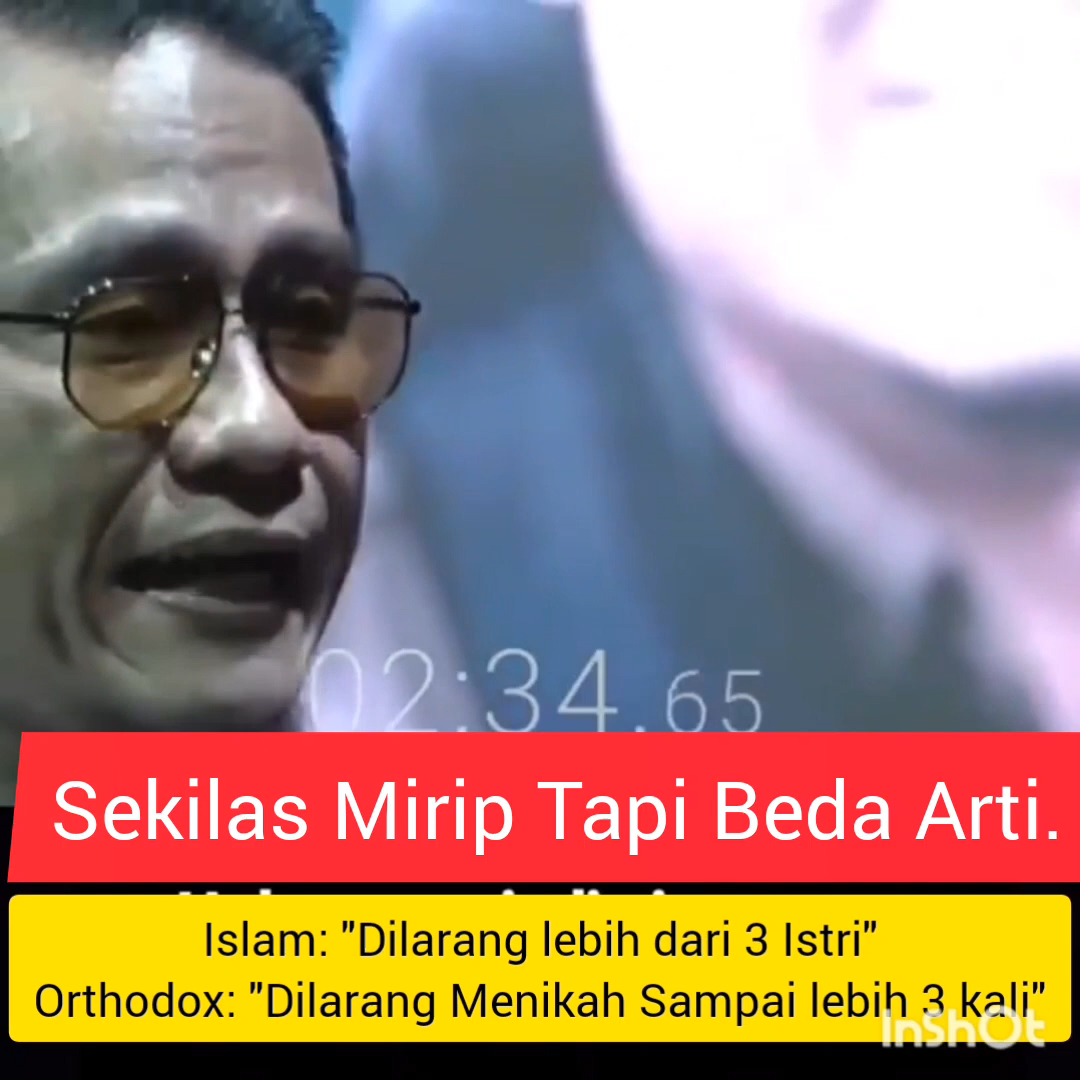 02:34.65
Sekilas Mirip Tapi Beda Arti.
Islam: "Dilarang lebih dari 3 Istri"
Orthodox: "Dilarang Menikah Sampai lebih 3 kali"
InShOt